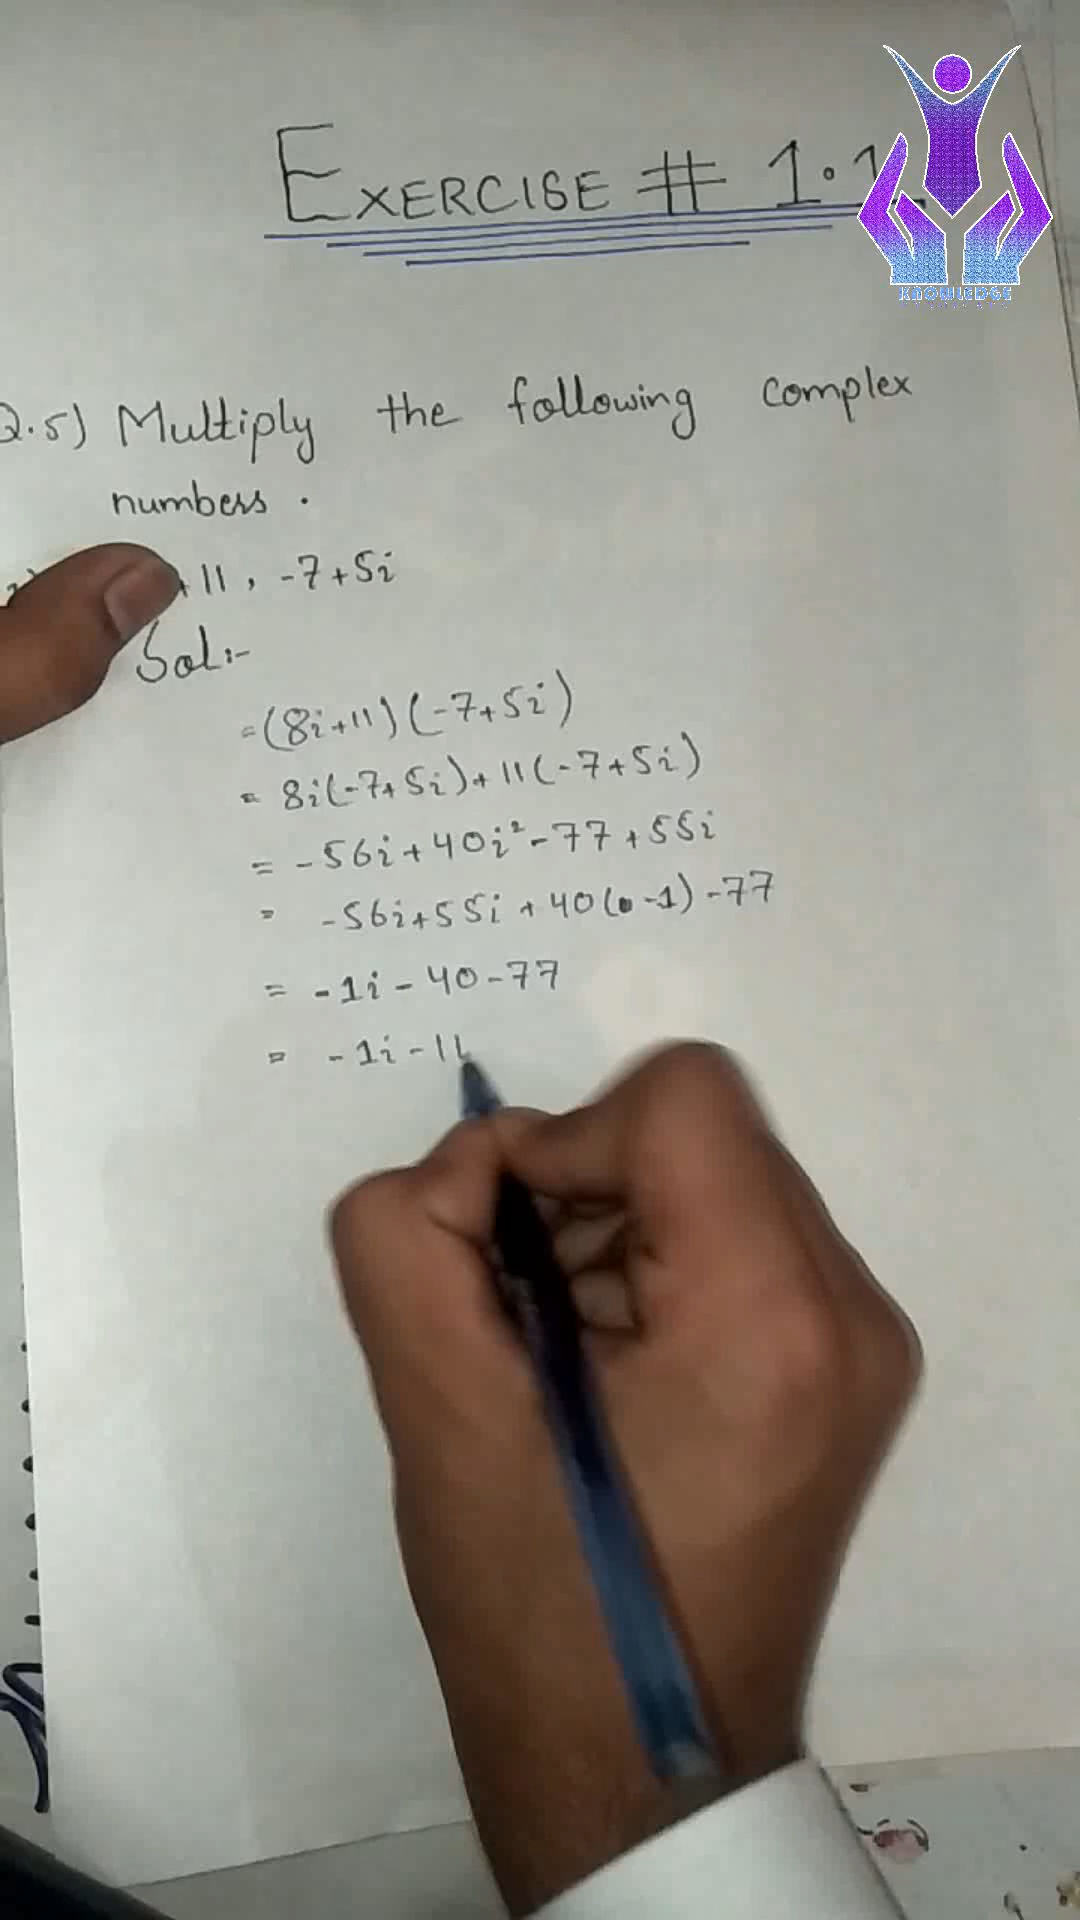 EXERCISE # 1.1
KNOWLEDGE
Q.5) Multiply the following complex
numbers.
+11, -7+5i
Sol:-
=(8i+11)(-7+5i)
= 8i(-7+5i)+11(-7+5i)
= -56i+40i²-77+55i
= -56i+55i+40(-1)-77
= -1i-40-77
= -1i-11